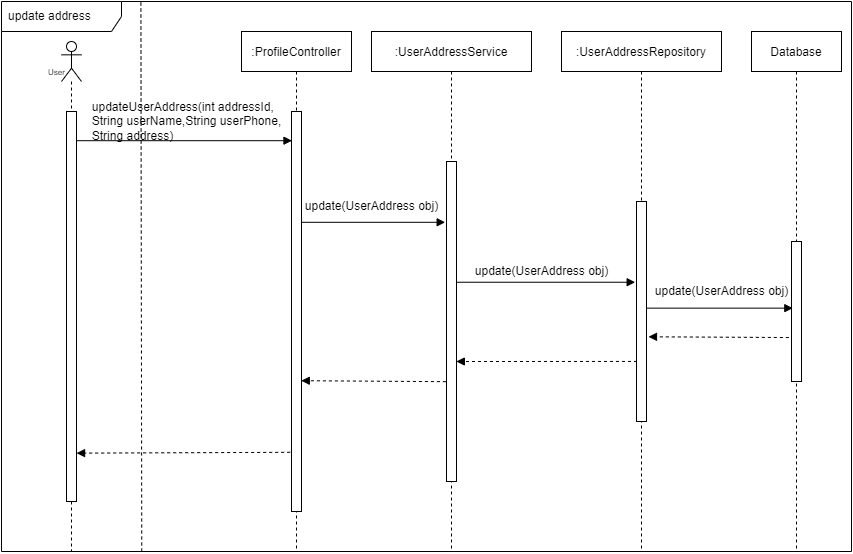 update address
User
:ProfileController
:UserAddressService
:UserAddressRepository
Database
updateUserAddress(int addressId,
String userName,String userPhone,
String address)
update(UserAddress obj)
update(UserAddress obj)
update(UserAddress obj)